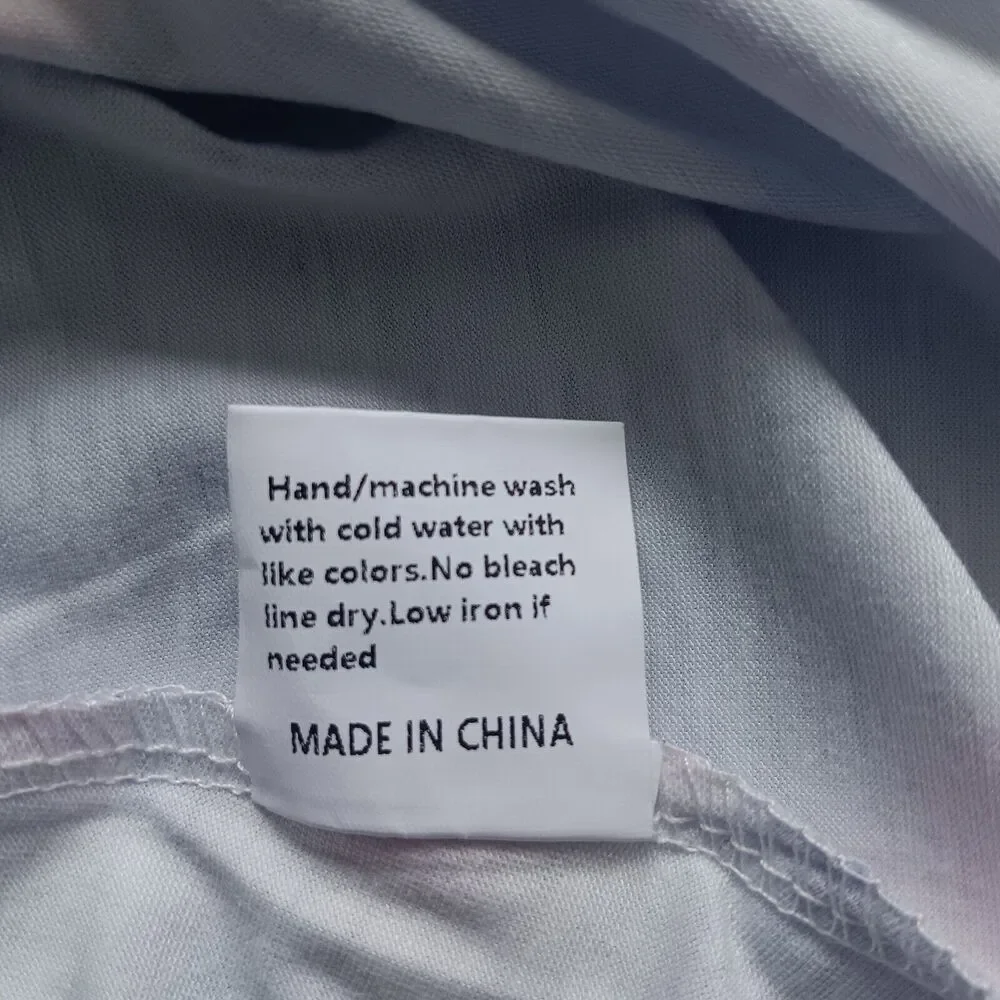 Hand/machine wash
with cold water with
like colors.No bleach
line dry.Low iron if
needed
MADE IN CHINA